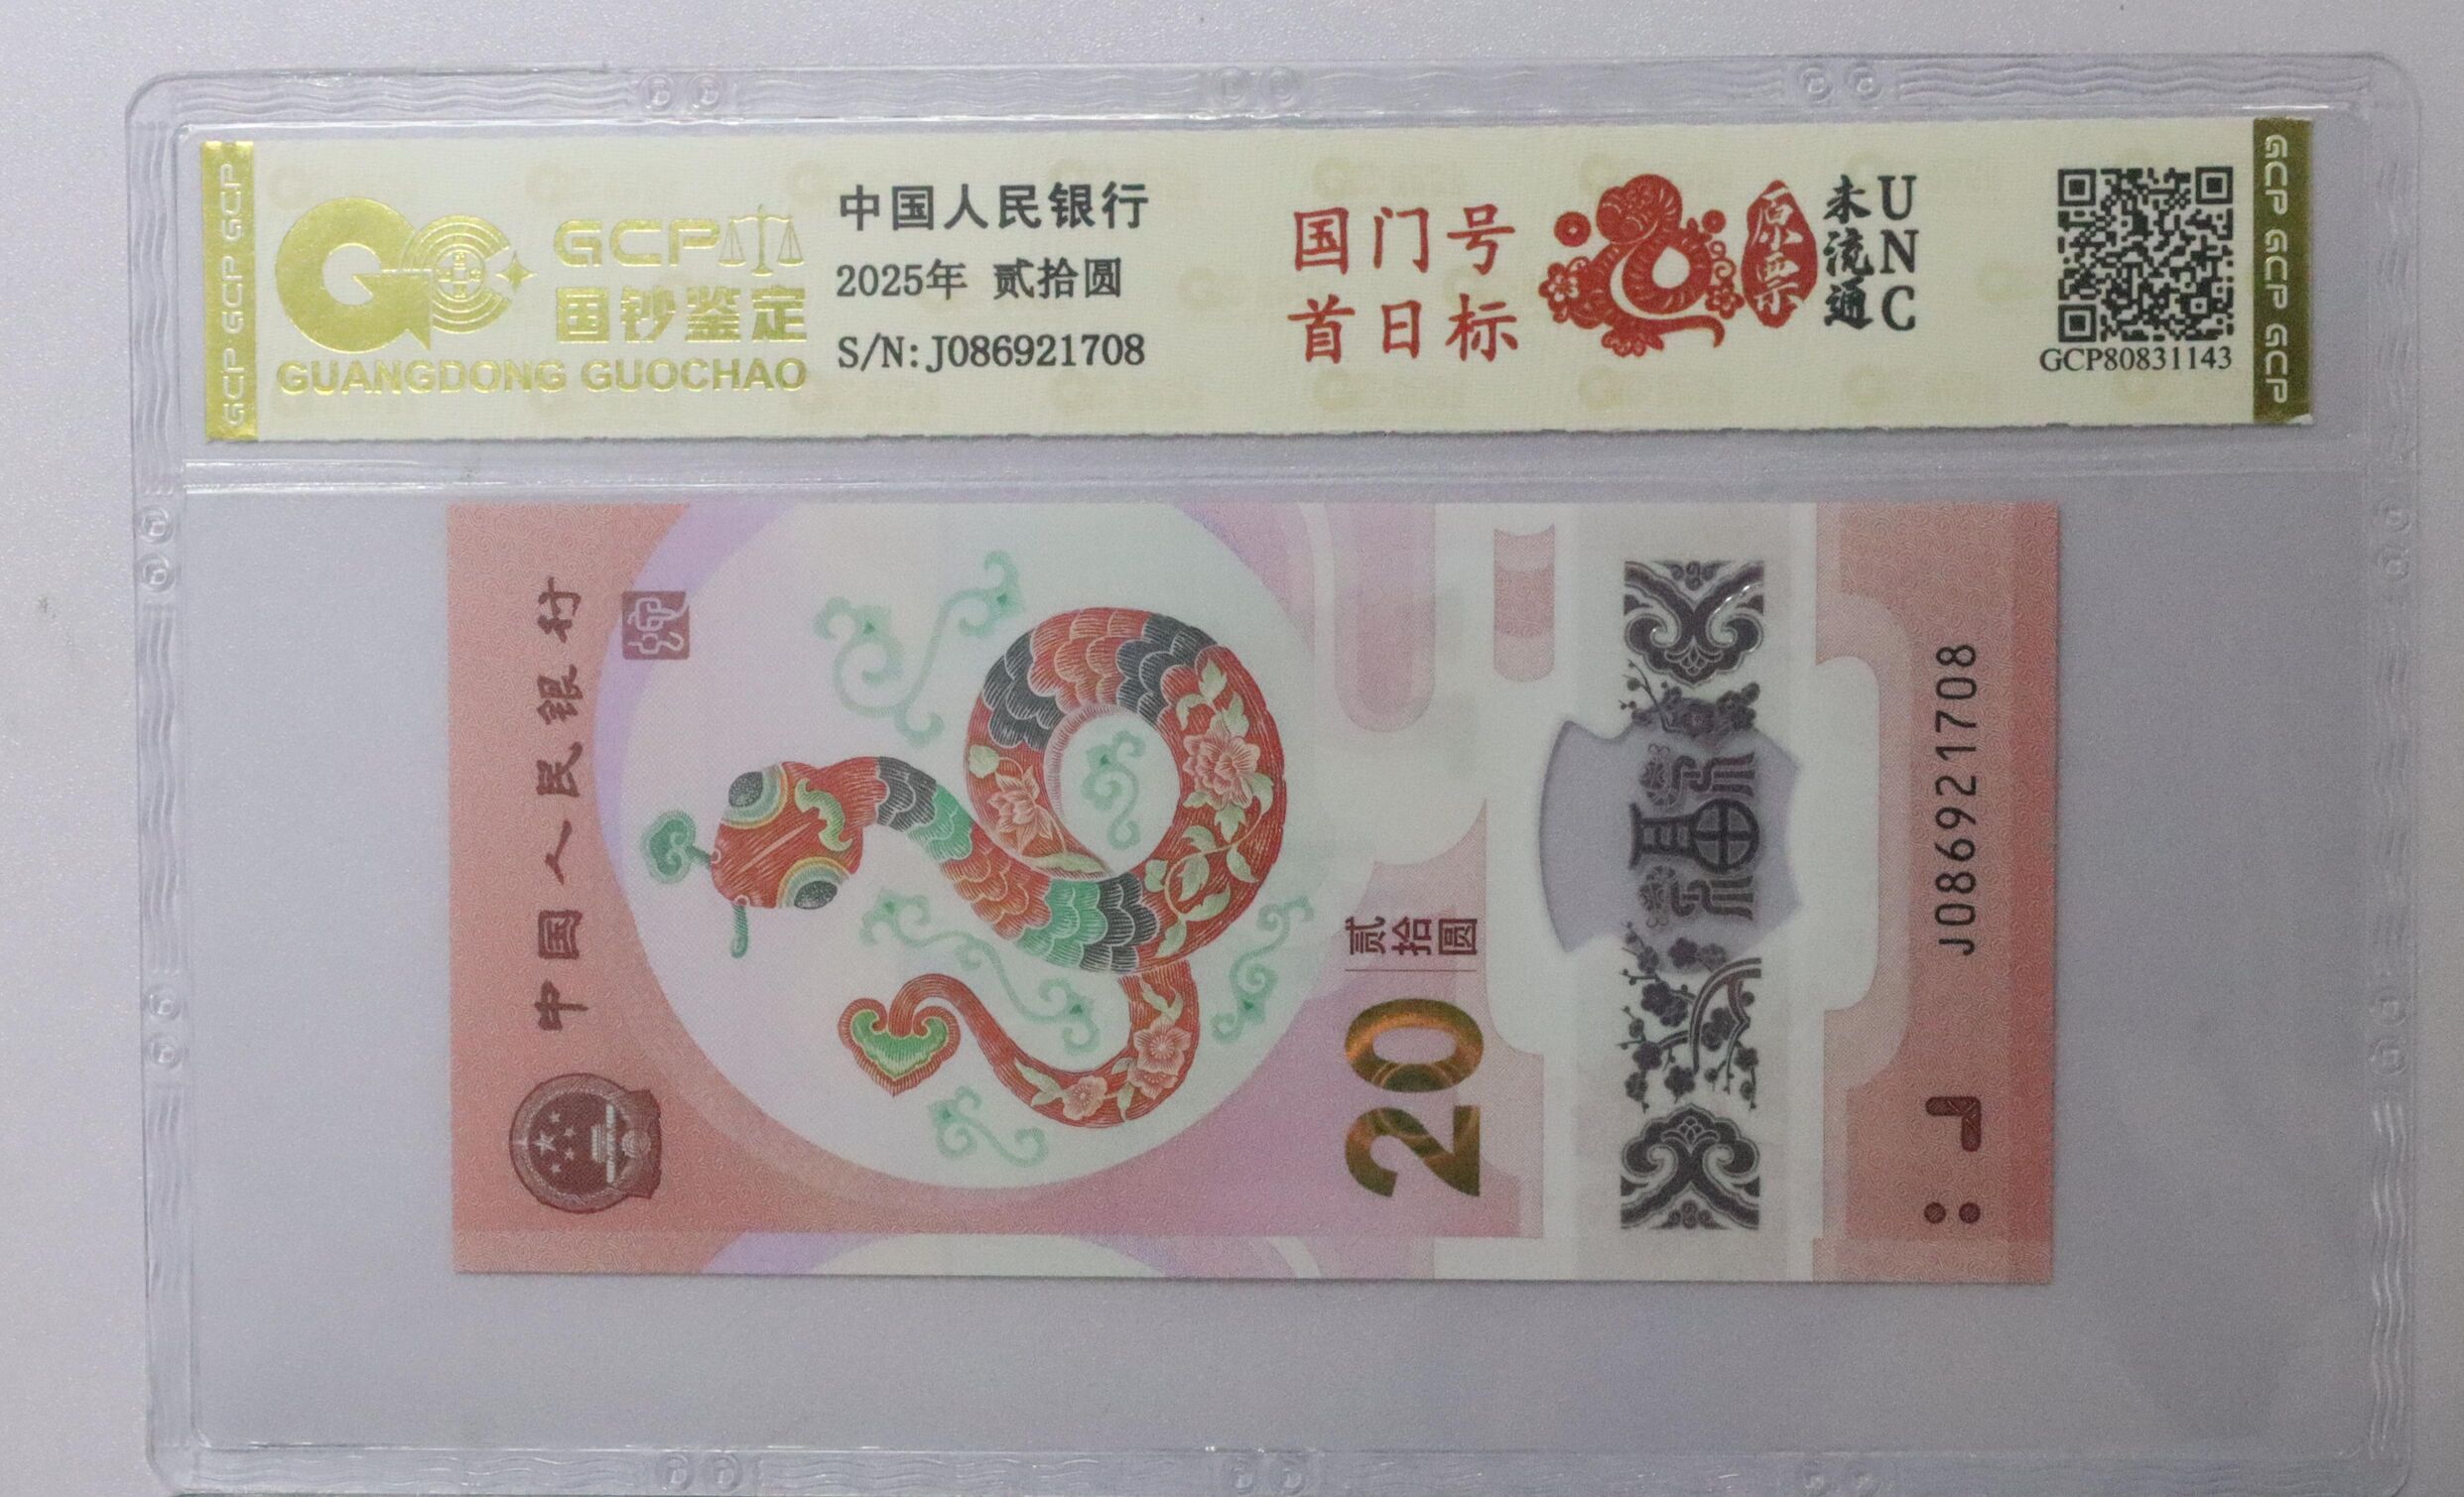 GCP GCP GCP
GCP
国钞鉴定
GUANGDONG GUOCHAO
中国人民银行
2025年 贰拾圆
S/N:J086921708
国门号
首日标
原票
未流通
UNC
GCP80831143
GCP GCP GCP
中国人民银行
20
贰拾圆
福
J086921708